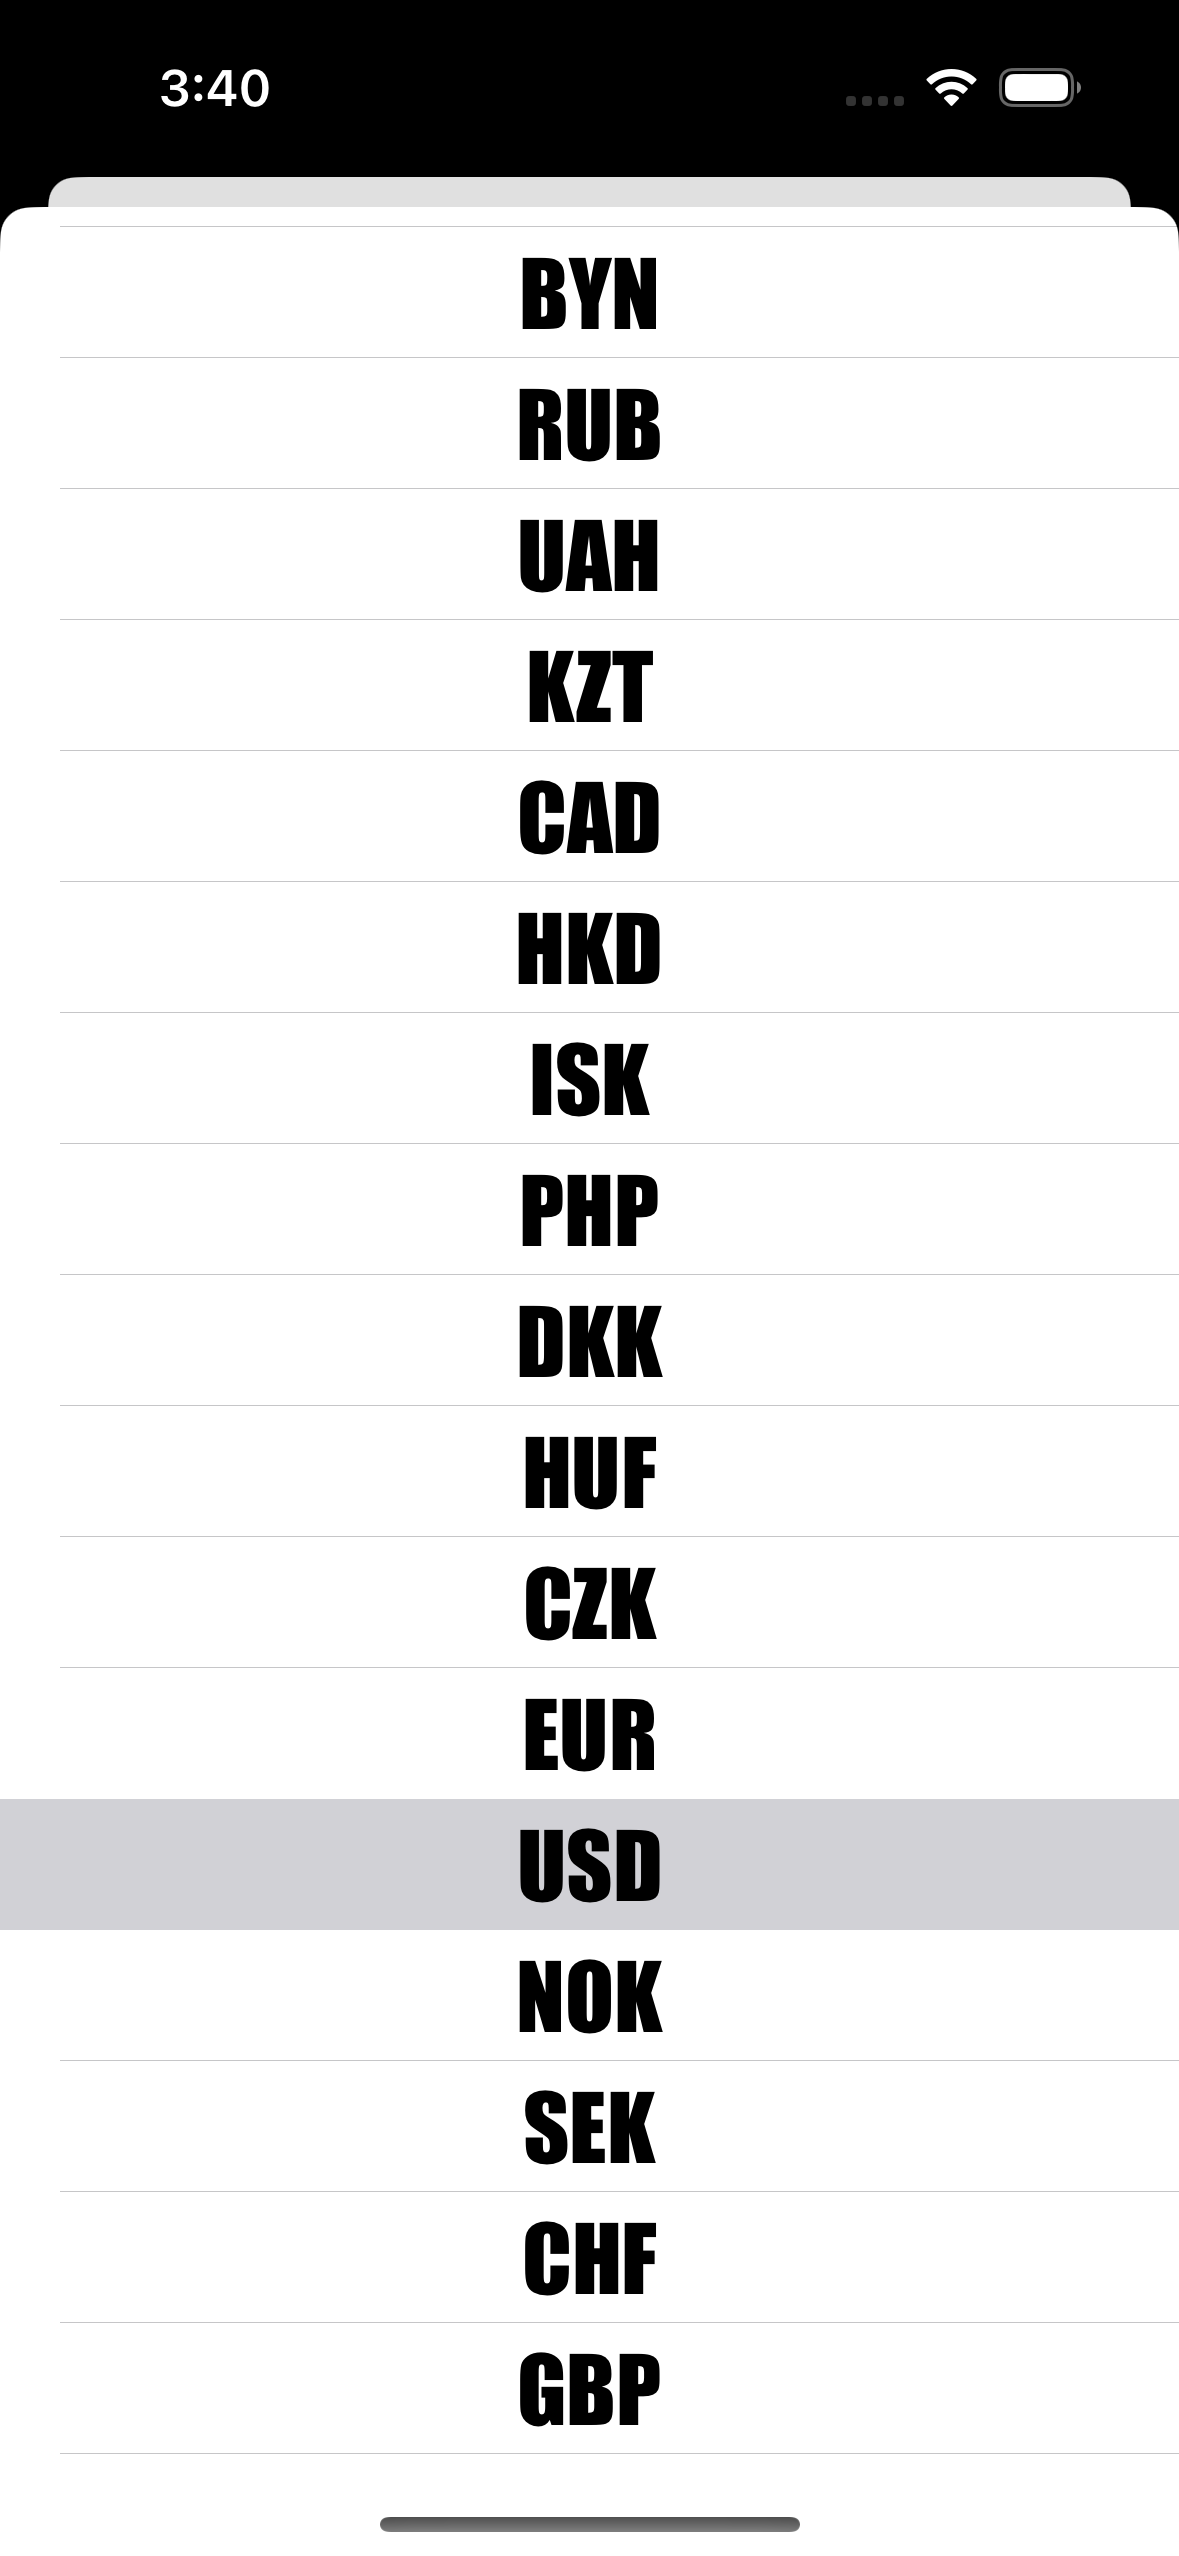 3:40
BYN
RUB
UAH
KZT
CAD
HKD
ISK
PHP
DKK
HUF
CZK
EUR
USD
NOK
SEK
CHF
GBP